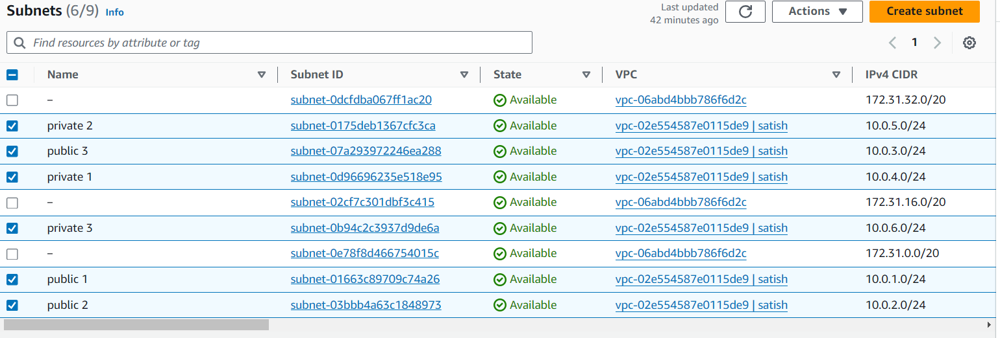 Subnets (6/9) Info
Last updated
42 minutes ago
Actions
Create subnet
Find resources by attribute or tag
1
Name Subnet ID State VPC IPv4 CIDR
– subnet-0dcfdba067ff1ac20 Available vpc-06abd4bbb786f6d2c 172.31.32.0/20
private 2 subnet-0175deb1367cfc3ca Available vpc-02e554587e0115de9 | satish 10.0.5.0/24
public 3 subnet-07a293972246ea288 Available vpc-02e554587e0115de9 | satish 10.0.3.0/24
private 1 subnet-0d96696235e518e95 Available vpc-02e554587e0115de9 | satish 10.0.4.0/24
– subnet-02cf7c301dbf3c415 Available vpc-06abd4bbb786f6d2c 172.31.16.0/20
private 3 subnet-0b94c2c3937d9de6a Available vpc-02e554587e0115de9 | satish 10.0.6.0/24
– subnet-0e78f8d466754015c Available vpc-06abd4bbb786f6d2c 172.31.0.0/20
public 1 subnet-01663c89709c74a26 Available vpc-02e554587e0115de9 | satish 10.0.1.0/24
public 2 subnet-03bbb4a63c1848973 Available vpc-02e554587e0115de9 | satish 10.0.2.0/24